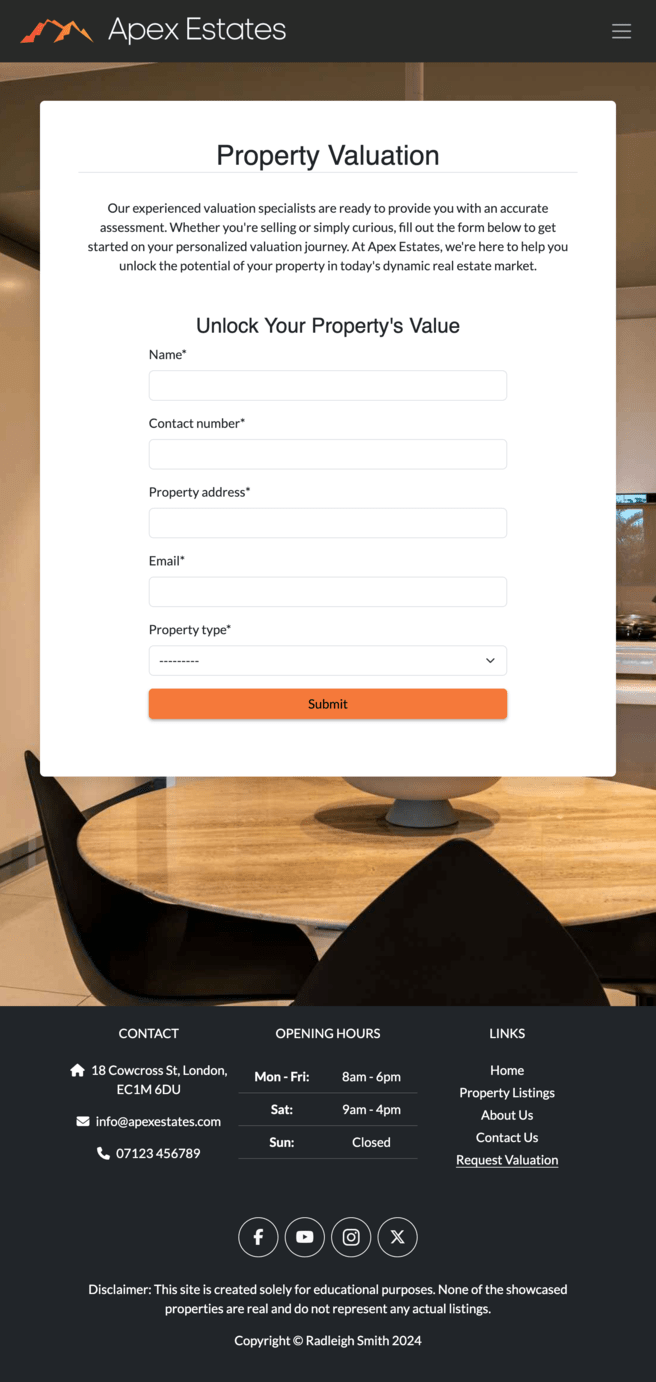 Apex Estates
Property Valuation
Our experienced valuation specialists are ready to provide you with an accurate
assessment. Whether you're selling or simply curious, fill out the form below to get
started on your personalized valuation journey. At Apex Estates, we're here to help you
unlock the potential of your property in today's dynamic real estate market.
Unlock Your Property's Value
Name*
Contact number*
Property address*
Email*
Property type*
---------
Submit
CONTACT
18 Cowcross St, London,
EC1M 6DU
info@apexestates.com
07123 456789
OPENING HOURS
Mon - Fri: 8am - 6pm
Sat: 9am - 4pm
Sun: Closed
LINKS
Home
Property Listings
About Us
Contact Us
Request Valuation
Disclaimer: This site is created solely for educational purposes. None of the showcased
properties are real and do not represent any actual listings.
Copyright © Radleigh Smith 2024